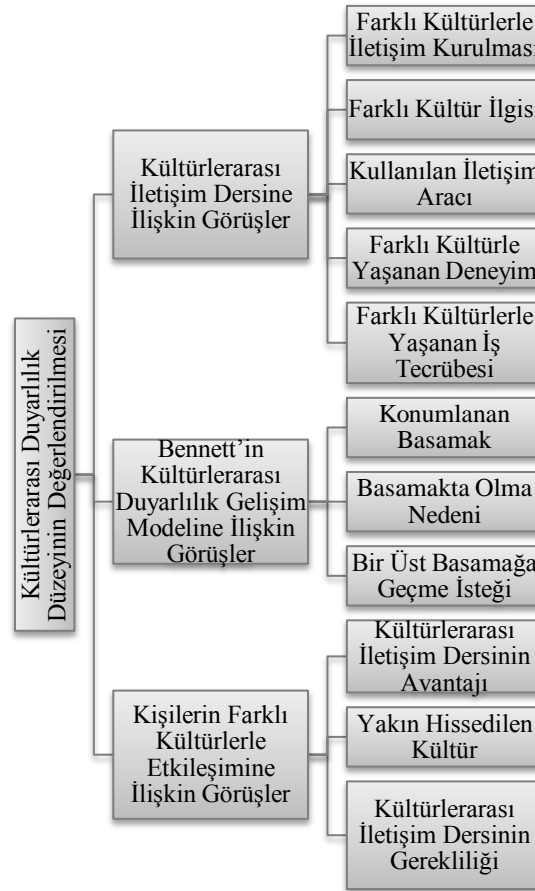 Kültürlerarası Duyarlılık
Düzeyinin Değerlendirilmesi
Kültürlerarası
İletişim Dersine
İlişkin Görüşler
Farklı Kültürlerle
İletişim Kurulması
Farklı Kültür İlgisi
Kullanılan İletişim
Aracı
Farklı Kültürle
Yaşanan Deneyim
Farklı Kültürlerle
Yaşanan İş
Tecrübesi
Bennett’in
Kültürlerarası
Duyarlılık Gelişim
Modeline İlişkin
Görüşler
Konumlanan
Basamak
Basamakta Olma
Nedeni
Bir Üst Basamağa
Geçme İsteği
Kişilerin Farklı
Kültürlerle
Etkileşimine
İlişkin Görüşler
Kültürlerarası
İletişim Dersinin
Avantajı
Yakın Hissedilen
Kültür
Kültürlerarası
İletişim Dersinin
Gerekliliği